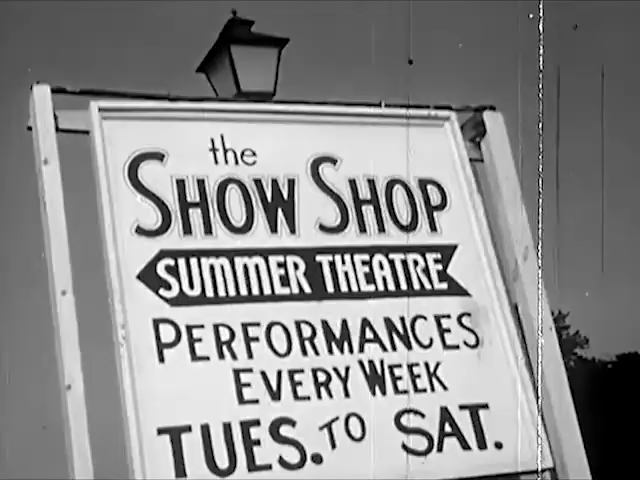 the
SHOW SHOP
SUMMER THEATRE
PERFORMANCES
EVERY WEEK
TUES. TO SAT.